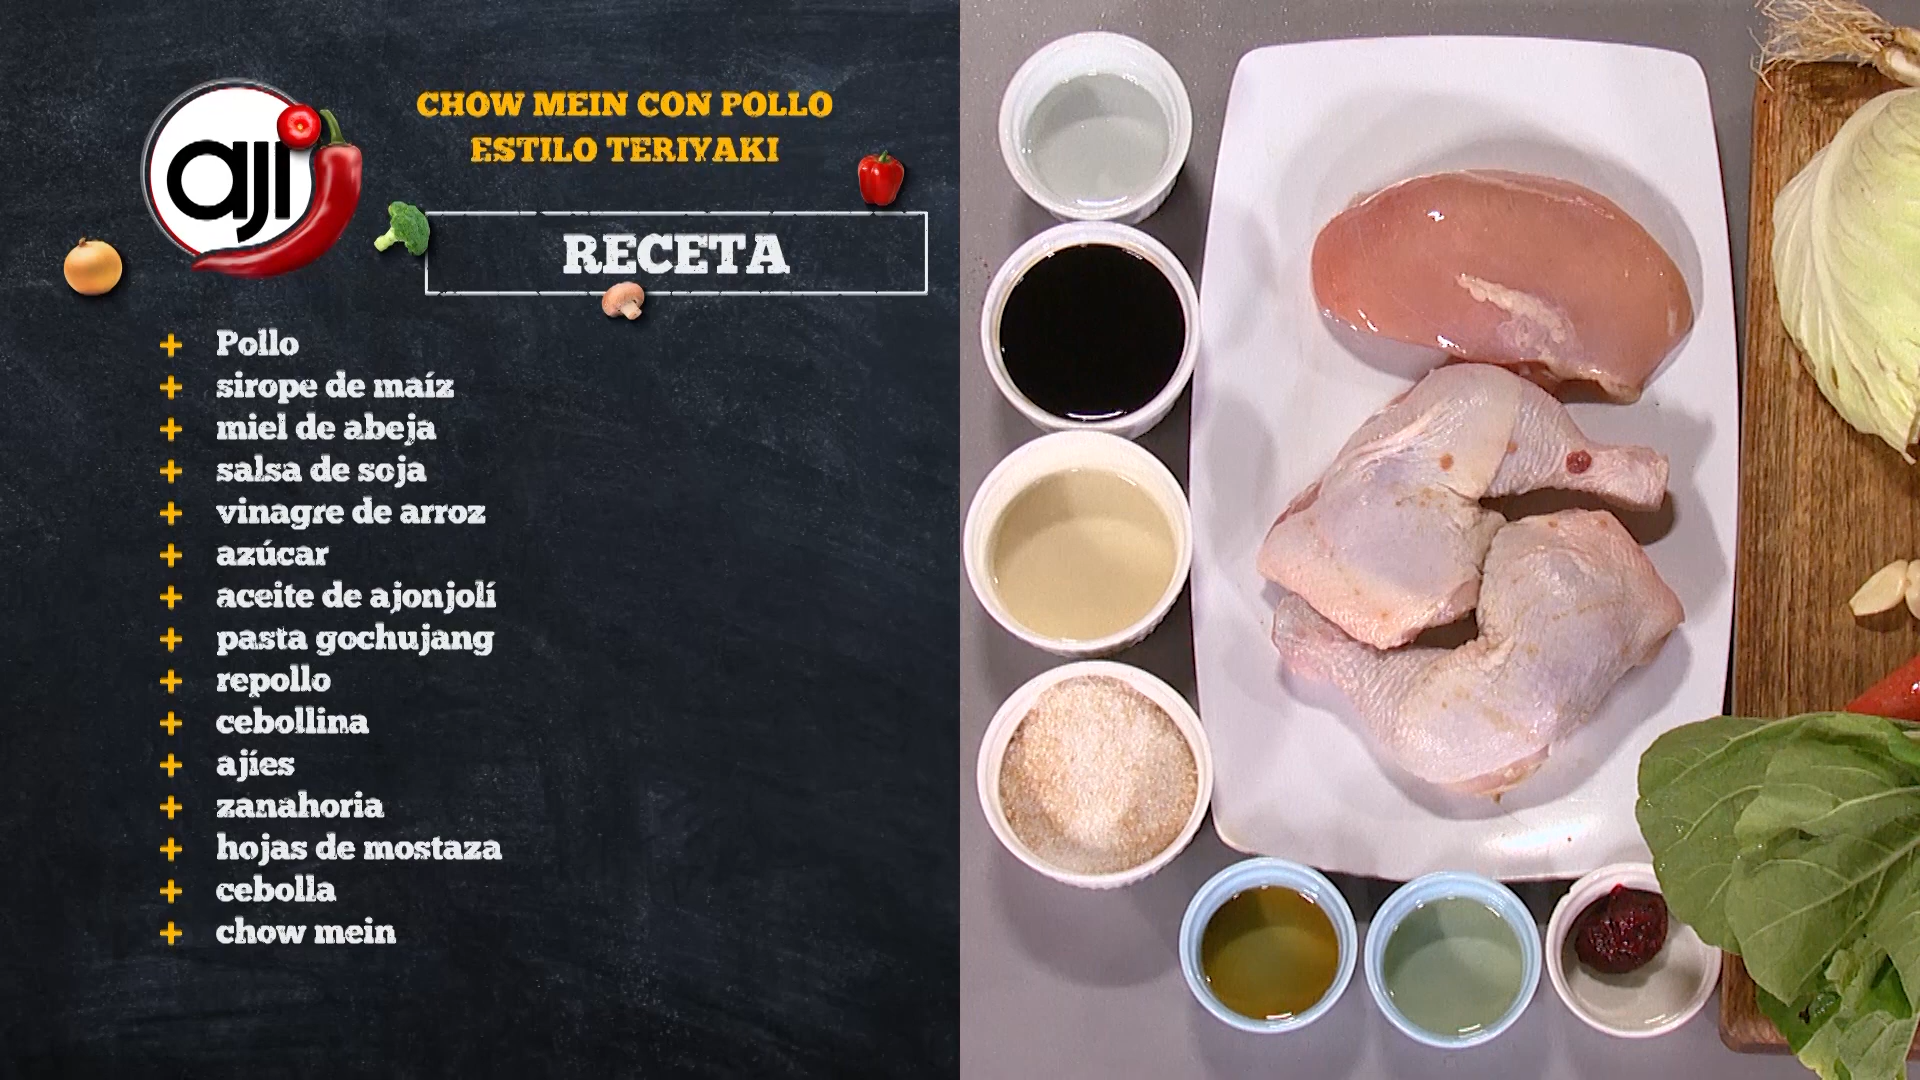 aji
CHOW MEIN CON POLLO
ESTILO TERIYAKI
RECETA
+ Pollo
+ sirope de maíz
+ miel de abeja
+ salsa de soja
+ vinagre de arroz
+ azúcar
+ aceite de ajonjolí
+ pasta gochujang
+ repollo
+ cebollina
+ ajíes
+ zanahoria
+ hojas de mostaza
+ cebolla
+ chow mein